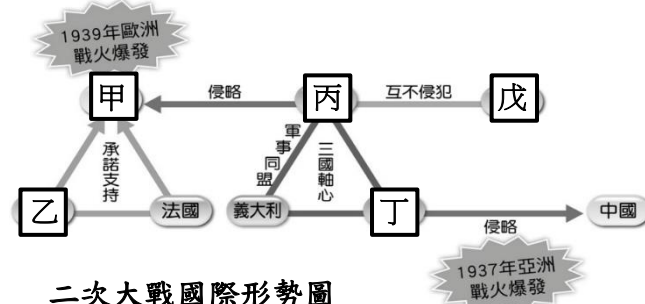 1939年歐洲
戰火爆發
甲
侵略
丙
互不侵犯
戊
承諾支持
軍事同盟
三國軸心
乙
法國
義大利
丁
侵略
中國
1937年亞洲
戰火爆發
二次大戰國際形勢圖